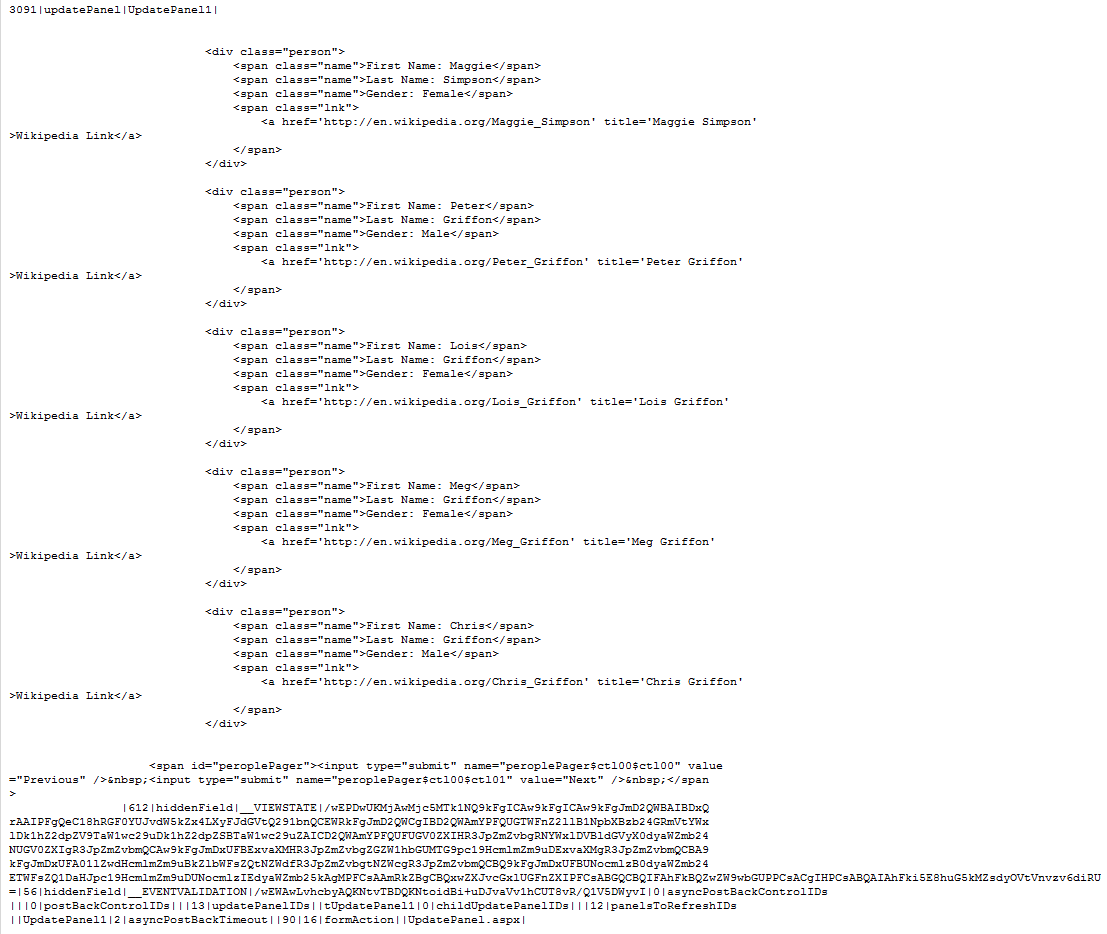 3091|updatePanel|UpdatePanel1|
<div class="person">
<span class="name">First Name: Maggie</span>
<span class="name">Last Name: Simpson</span>
<span class="name">Gender: Female</span>
<span class="lnk">
<a href='http://en.wikipedia.org/Maggie_Simpson' title='Maggie Simpson'
>Wikipedia Link</a>
</span>
</div>
<div class="person">
<span class="name">First Name: Peter</span>
<span class="name">Last Name: Griffon</span>
<span class="name">Gender: Male</span>
<span class="lnk">
<a href='http://en.wikipedia.org/Peter_Griffon' title='Peter Griffon'
>Wikipedia Link</a>
</span>
</div>
<div class="person">
<span class="name">First Name: Lois</span>
<span class="name">Last Name: Griffon</span>
<span class="name">Gender: Female</span>
<span class="lnk">
<a href='http://en.wikipedia.org/Lois_Griffon' title='Lois Griffon'
>Wikipedia Link</a>
</span>
</div>
<div class="person">
<span class="name">First Name: Meg</span>
<span class="name">Last Name: Griffon</span>
<span class="name">Gender: Female</span>
<span class="lnk">
<a href='http://en.wikipedia.org/Meg_Griffon' title='Meg Griffon'
>Wikipedia Link</a>
</span>
</div>
<div class="person">
<span class="name">First Name: Chris</span>
<span class="name">Last Name: Griffon</span>
<span class="name">Gender: Male</span>
<span class="lnk">
<a href='http://en.wikipedia.org/Chris_Griffon' title='Chris Griffon'
>Wikipedia Link</a>
</span>
</div>
<span id="peroplePager"><input type="submit" name="peroplePager$ctl00$ctl00" value
="Previous" />&nbsp;<input type="submit" name="peroplePager$ctl00$ctl01" value="Next" />&nbsp;</span
>
|612|hiddenField|__VIEWSTATE|/wEPDwUKMjAwMjc5MTk1NQ9kFgICAw9kFgICAw9kFgJmD2QWBAIBDxQ
rAAIPFgQeC18hRGF0YUJvdW5kZx4LXyFJdGVtQ291bnQCEWRkFgJmD2QWCgIBD2QWAmYPFQUGTWFnZ2llB1NpbXBzb24GRmVtYWx
lDk1hZ2dpZV9TaW1wc29uDk1hZ2dpZSBTaW1wc29uZAICD2QWAmYPFQUFUGV0ZXIHR3JpZmZvbgRNYWxlDVBldGVyX0dyaWZmb24
NUGV0ZXIgR3JpZmZvbmQCAw9kFgJmDxUFBExvaXMHR3JpZmZvbgZGZW1hbGUMTG9pc19HcmlmZm9uDExvaXMgR3JpZmZvbmQCBA9
kFgJmDxUFA01lZwdHcmlmZm9uBkZlbWFsZQtNZWdfR3JpZmZvbgtNZWcgR3JpZmZvbmQCBQ9kFgJmDxUFBUNocmlzB0dyaWZmb24
ETWFsZQ1DaHJpc19HcmlmZm9uDUNocmlzIEdyaWZmb25kAgMPFCsAAmRkZBgCBQxwZXJvcGxlUGFnZXIPFCsABGQCBQIFAhFkBQZwZW9wbGUPPCsACgIHPCsABQAIAhFki5E8huG5kMZsdyOVtVnvzv6diRU
=|56|hiddenField|__EVENTVALIDATION|/wEWAwLvhcbyAQKNtvTBDQKNtoidBi+uDJvaVv1hCUT8vR/Q1V5DWyvI|0|asyncPostBackControlIDs
|||0|postBackControlIDs|||13|updatePanelIDs||tUpdatePanel1|0|childUpdatePanelIDs|||12|panelsToRefreshIDs
||UpdatePanel1|2|asyncPostBackTimeout||90|16|formAction||UpdatePanel.aspx|